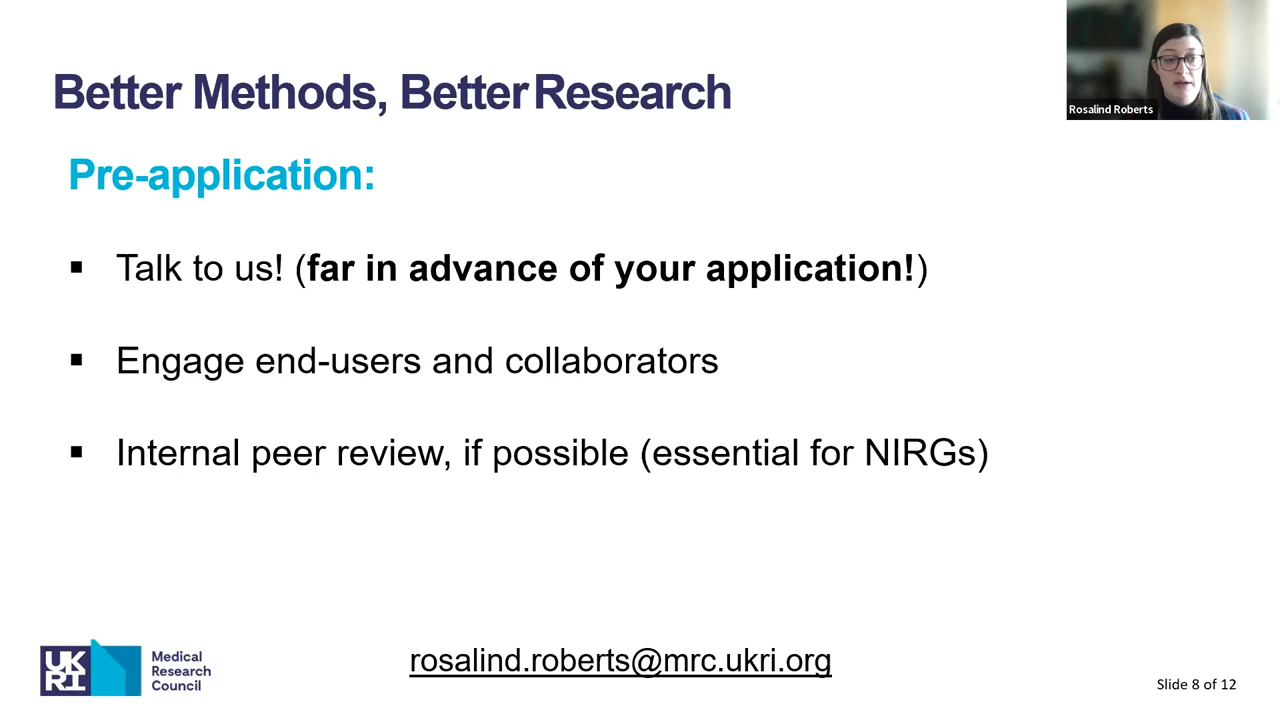 Better Methods, Better Research
Rosalind Roberts
Pre-application:
▪ Talk to us! (far in advance of your application!)
▪ Engage end-users and collaborators
▪ Internal peer review, if possible (essential for NIRGs)
UK
RI
Medical
Research
Council
rosalind.roberts@mrc.ukri.org
Slide 8 of 12